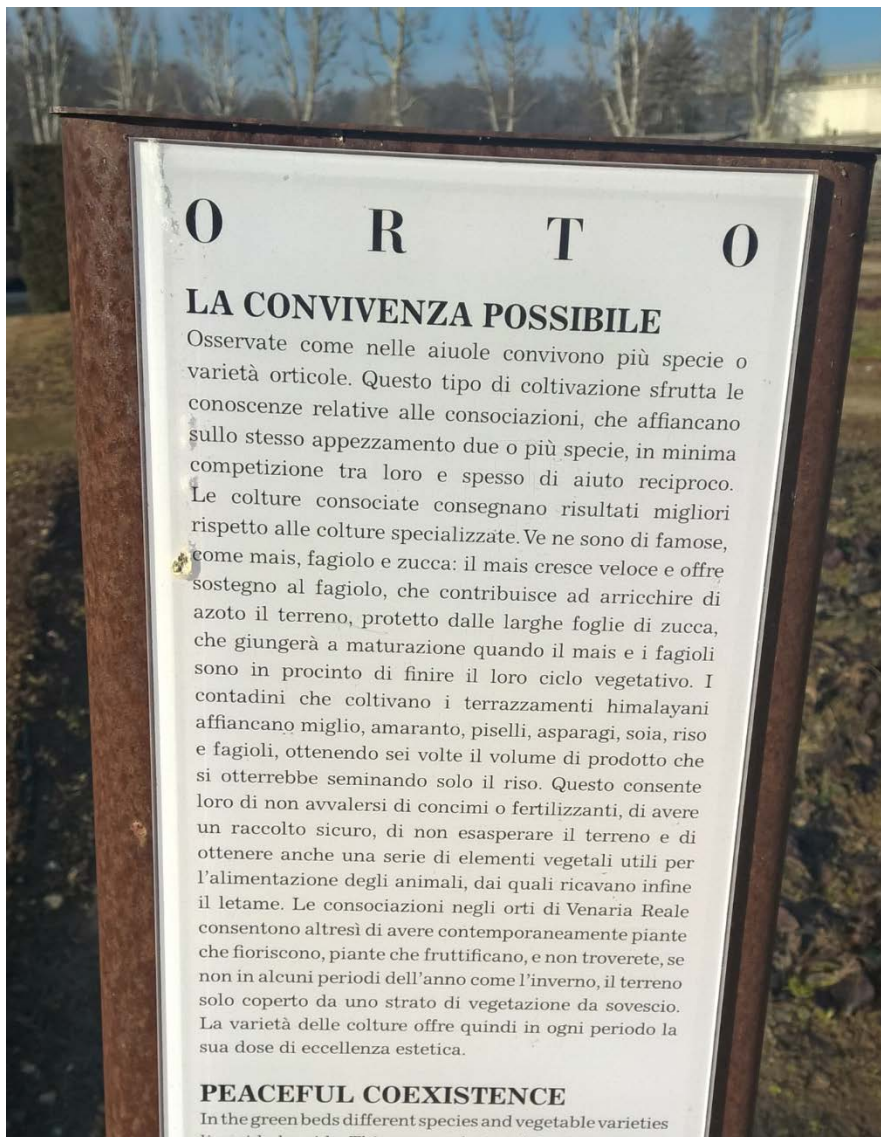 O R T O
LA CONVIVENZA POSSIBILE
Osservate come nelle aiuole convivono più specie o
varietà orticole. Questo tipo di coltivazione sfrutta le
conoscenze relative alle consociazioni, che affiancano
sullo stesso appezzamento due o più specie, in minima
competizione tra loro e spesso di aiuto reciproco.
Le colture consociate consegnano risultati migliori
rispetto alle colture specializzate. Ve ne sono di famose,
come mais, fagiolo e zucca: il mais cresce veloce e offre
sostegno al fagiolo, che contribuisce ad arricchire di
azoto il terreno, protetto dalle larghe foglie di zucca,
che giungerà a maturazione quando il mais e i fagioli
sono in procinto di finire il loro ciclo vegetativo. I
contadini che coltivano i terrazzamenti himalayani
affiancano miglio, amaranto, piselli, asparagi, soia, riso
e fagioli, ottenendo sei volte il volume di prodotto che
si otterrebbe seminando solo il riso. Questo consente
loro di non avvalersi di concimi o fertilizzanti, di avere
un raccolto sicuro, di non esasperare il terreno e di
ottenere anche una serie di elementi vegetali utili per
l'alimentazione degli animali, dai quali ricavano infine
il letame. Le consociazioni negli orti di Venaria Reale
consentono altresì di avere contemporaneamente piante
che fioriscono, piante che fruttificano, e non troverete, se
non in alcuni periodi dell'anno come l'inverno, il terreno
solo coperto da uno strato di vegetazione da sovescio.
La varietà delle colture offre quindi in ogni periodo la
sua dose di eccellenza estetica.
PEACEFUL COEXISTENCE
In the green beds different species and vegetable varieties